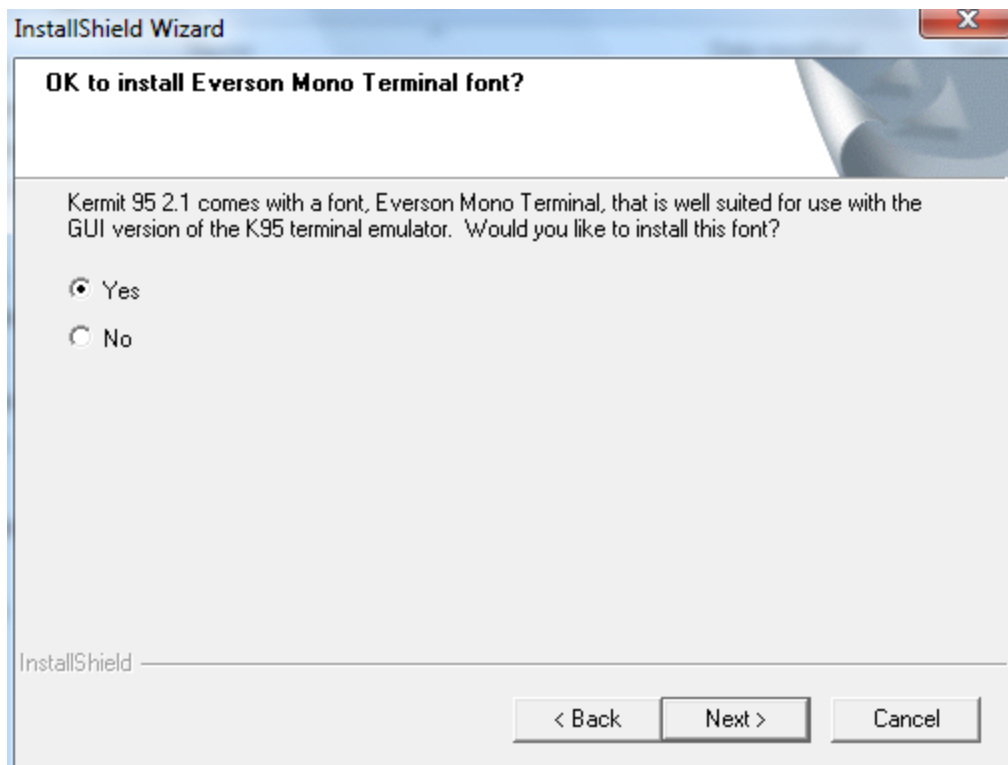 InstallShield Wizard
OK to install Everson Mono Terminal font?
Kermit 95 2.1 comes with a font, Everson Mono Terminal, that is well suited for use with the
GUI version of the K95 terminal emulator.  Would you like to install this font?
Yes
No
InstallShield
< Back
Next >
Cancel